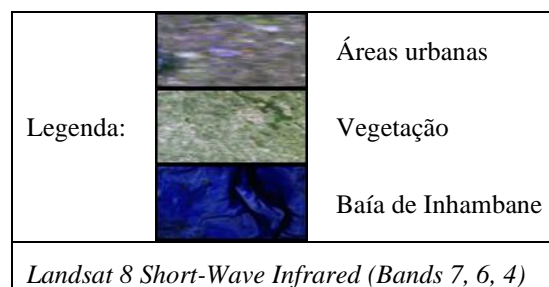 Legenda:
Áreas urbanas
Vegetação
Baía de Inhambane
Landsat 8 Short-Wave Infrared (Bands 7, 6, 4)